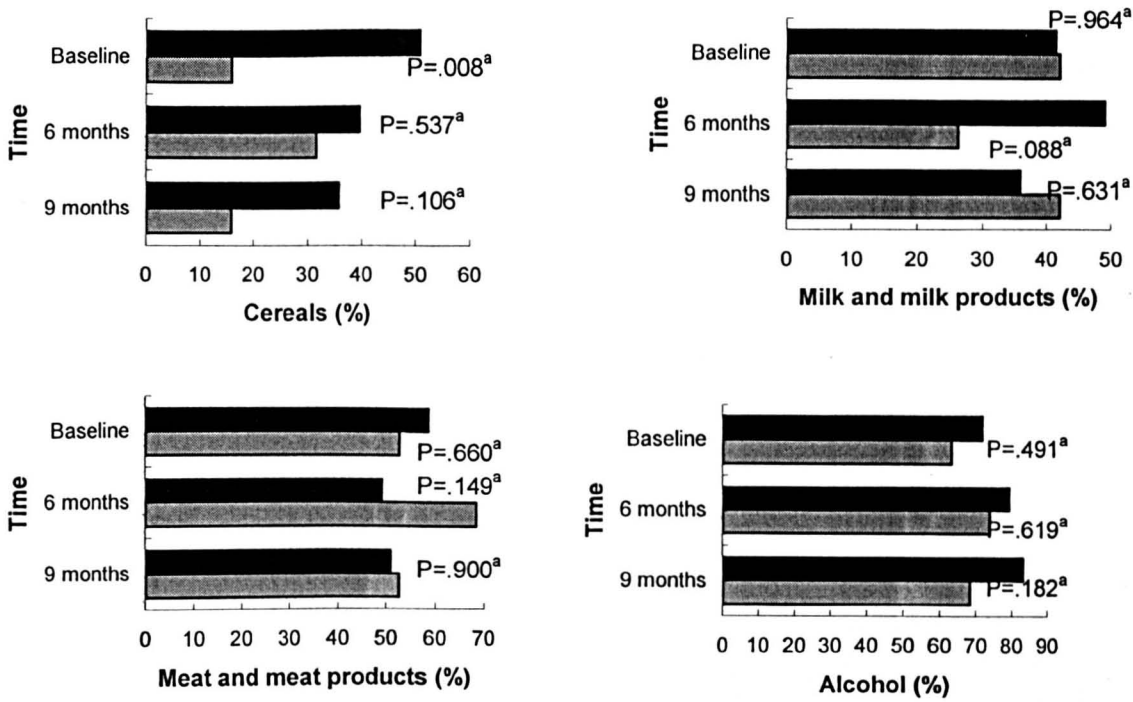 Baseline
P=.008ᵃ
6 months
P=.537ᵃ
9 months
P=.106ᵃ
Time
0 10 20 30 40 50 60
Cereals (%)
P=.964ᵃ
Baseline
6 months
P=.088ᵃ
9 months
P=.631ᵃ
Time
0 10 20 30 40 50
Milk and milk products (%)
Baseline
P=.660ᵃ
6 months
P=.149ᵃ
9 months
P=.900ᵃ
Time
0 10 20 30 40 50 60 70
Meat and meat products (%)
Baseline
P=.491ᵃ
6 months
P=.619ᵃ
9 months
P=.182ᵃ
Time
0 10 20 30 40 50 60 70 80 90
Alcohol (%)